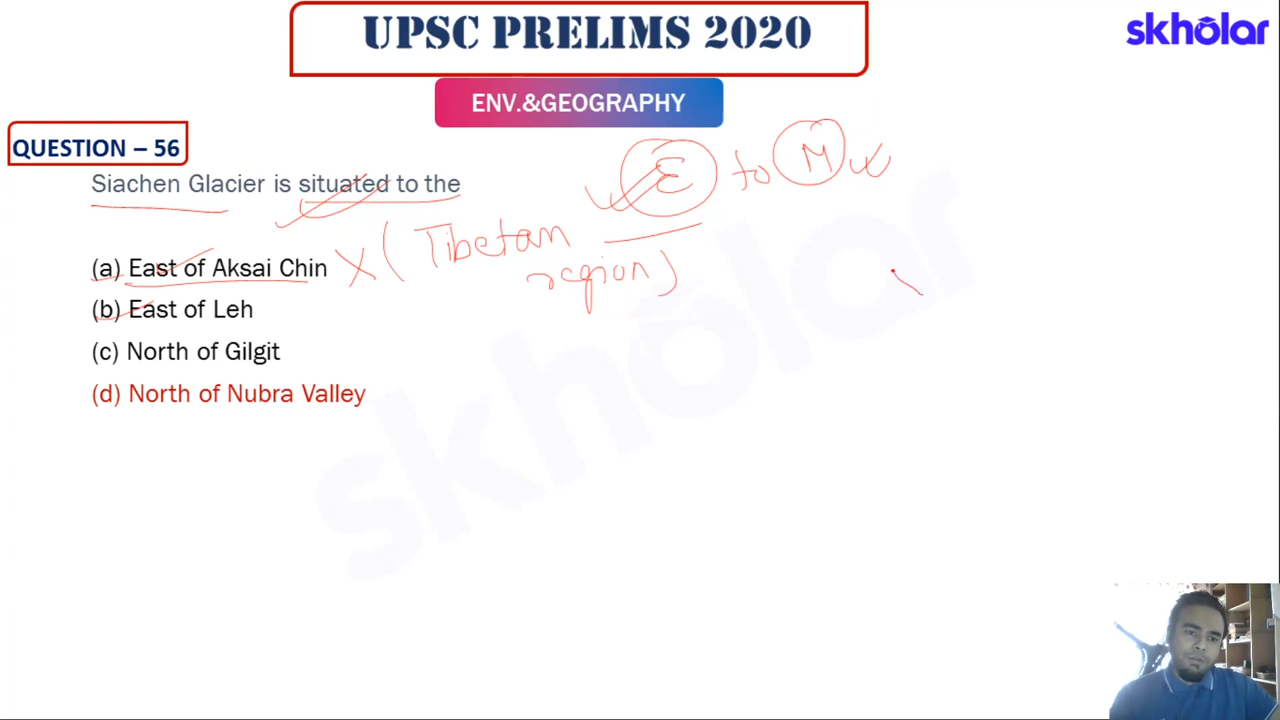 UPSC PRELIMS 2020
skholar
ENV.&GEOGRAPHY
QUESTION – 56
E to M
Siachen Glacier is situated to the
(Tibetan
region)
(a) East of Aksai Chin X
(b) East of Leh
(c) North of Gilgit
(d) North of Nubra Valley
skholar